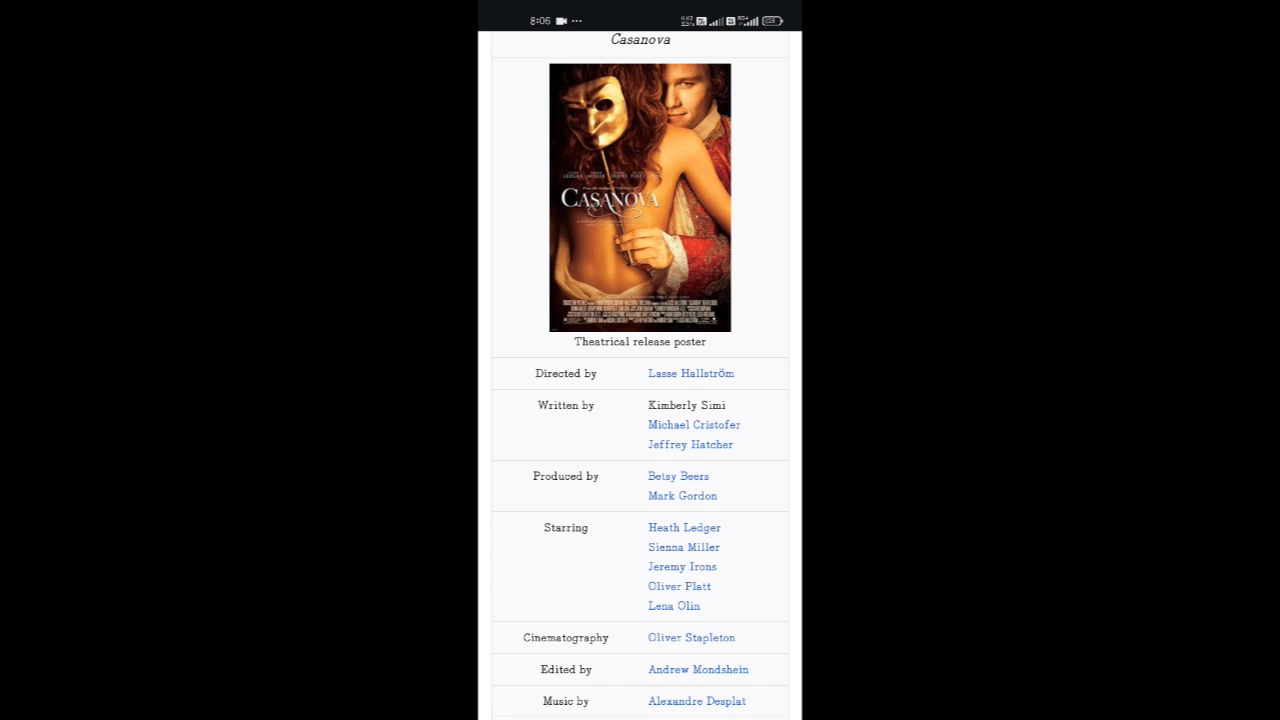 8:06
Casanova
CASANOVA
Theatrical release poster
Directed by Lasse Hallström
Written by Kimberly Simi
Michael Cristofer
Jeffrey Hatcher
Produced by Betsy Beers
Mark Gordon
Starring Heath Ledger
Sienna Miller
Jeremy Irons
Oliver Platt
Lena Olin
Cinematography Oliver Stapleton
Edited by Andrew Mondshein
Music by Alexandre Desplat